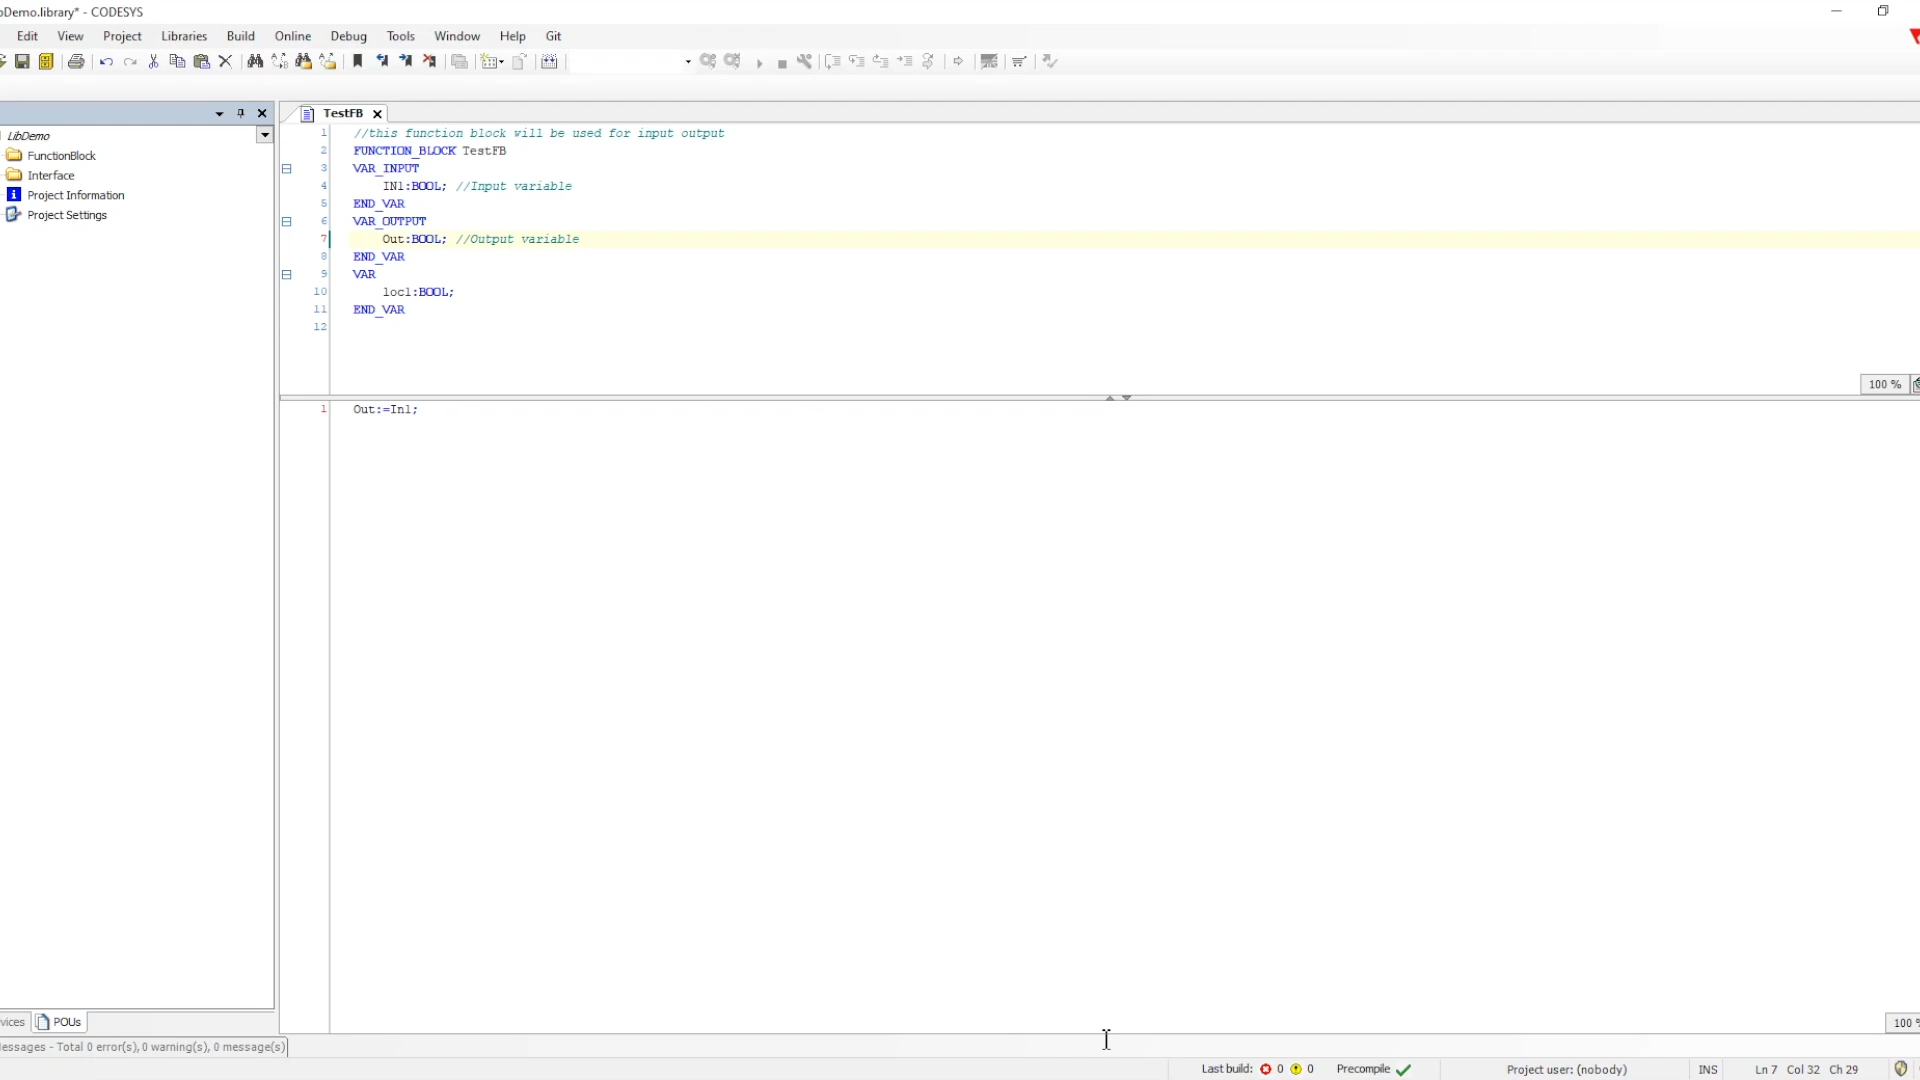 bDemo.library* - CODESYS
Edit View Project Libraries Build Online Debug Tools Window Help Git
TestFB
LibDemo
FunctionBlock
Interface
Project Information
Project Settings
1 //this function block will be used for input output
2 FUNCTION_BLOCK TestFB
3 VAR_INPUT
4 IN1:BOOL; //Input variable
5 END_VAR
6 VAR_OUTPUT
7 Out:BOOL; //Output variable
8 END_VAR
9 VAR
10 loc1:BOOL;
11 END_VAR
12
100 %
1 Out:=In1;
100 %
vices POUs
essages - Total 0 error(s), 0 warning(s), 0 message(s)
Last build: 0 0 Precompile Project user: (nobody) INS Ln 7 Col 32 Ch 29